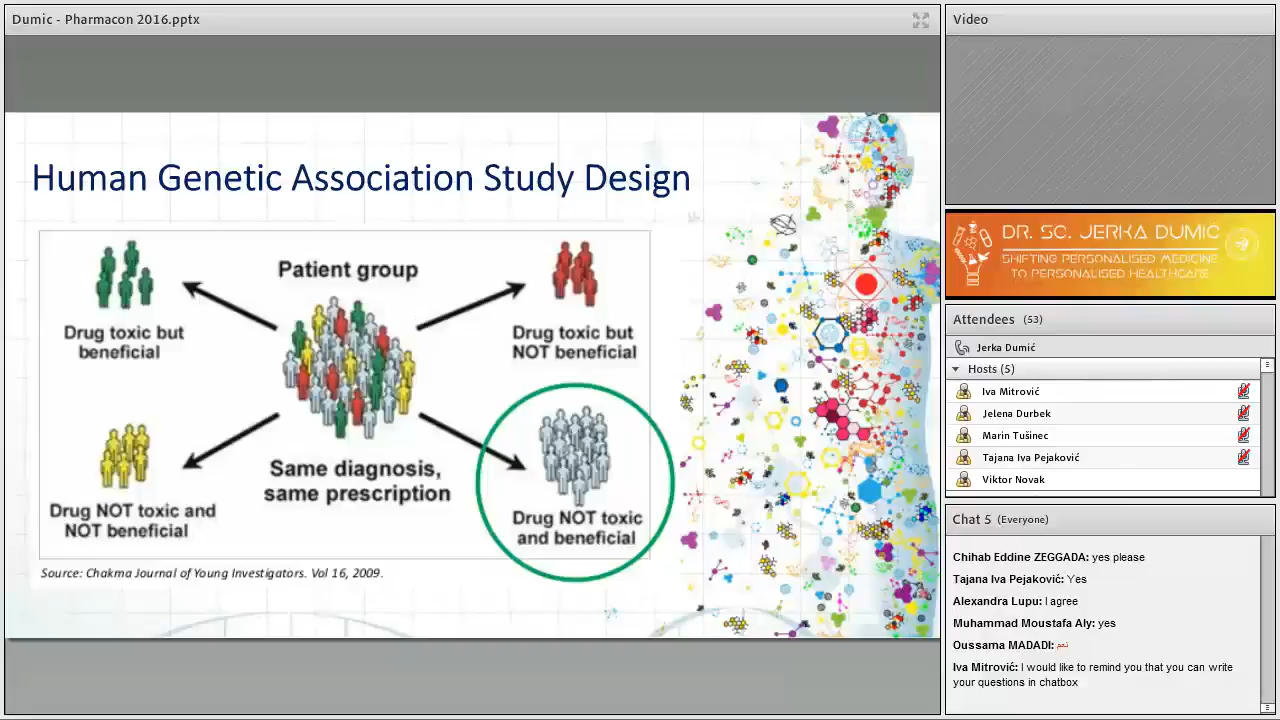 Dumic - Pharmacon 2016.pptx
Human Genetic Association Study Design
Patient group
Drug toxic but
beneficial
Drug toxic but
NOT beneficial
Same diagnosis,
same prescription
Drug NOT toxic and
NOT beneficial
Drug NOT toxic
and beneficial
Source: Chakma Journal of Young Investigators. Vol 16, 2009.
Video
DR. SC. JERKA DUMIC
SHIFTING PERSONALISED MEDICINE
TO PERSONALISED HEALTHCARE
Attendees (53)
Jerka Dumić
Hosts (5)
Iva Mitrović
Jelena Durbek
Marin Tušinec
Tajana Iva Pejaković
Viktor Novak
Chat 5 (Everyone)
Chihab Eddine ZEGGADA: yes please
Tajana Iva Pejaković: Yes
Alexandra Lupu: I agree
Muhammad Moustafa Aly: yes
Oussama MADADI: نعم
Iva Mitrović: I would like to remind you that you can write
your questions in chatbox